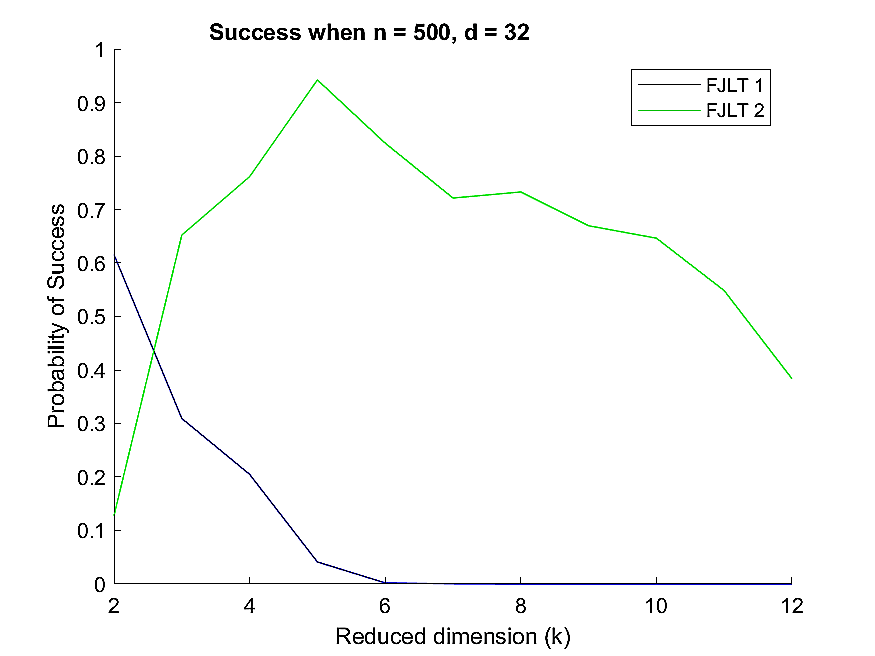 Success when n = 500, d = 32
1
0.9
0.8
0.7
0.6
0.5
0.4
0.3
0.2
0.1
0
Probability of Success
FJLT 1
FJLT 2
2 4 6 8 10 12
Reduced dimension (k)